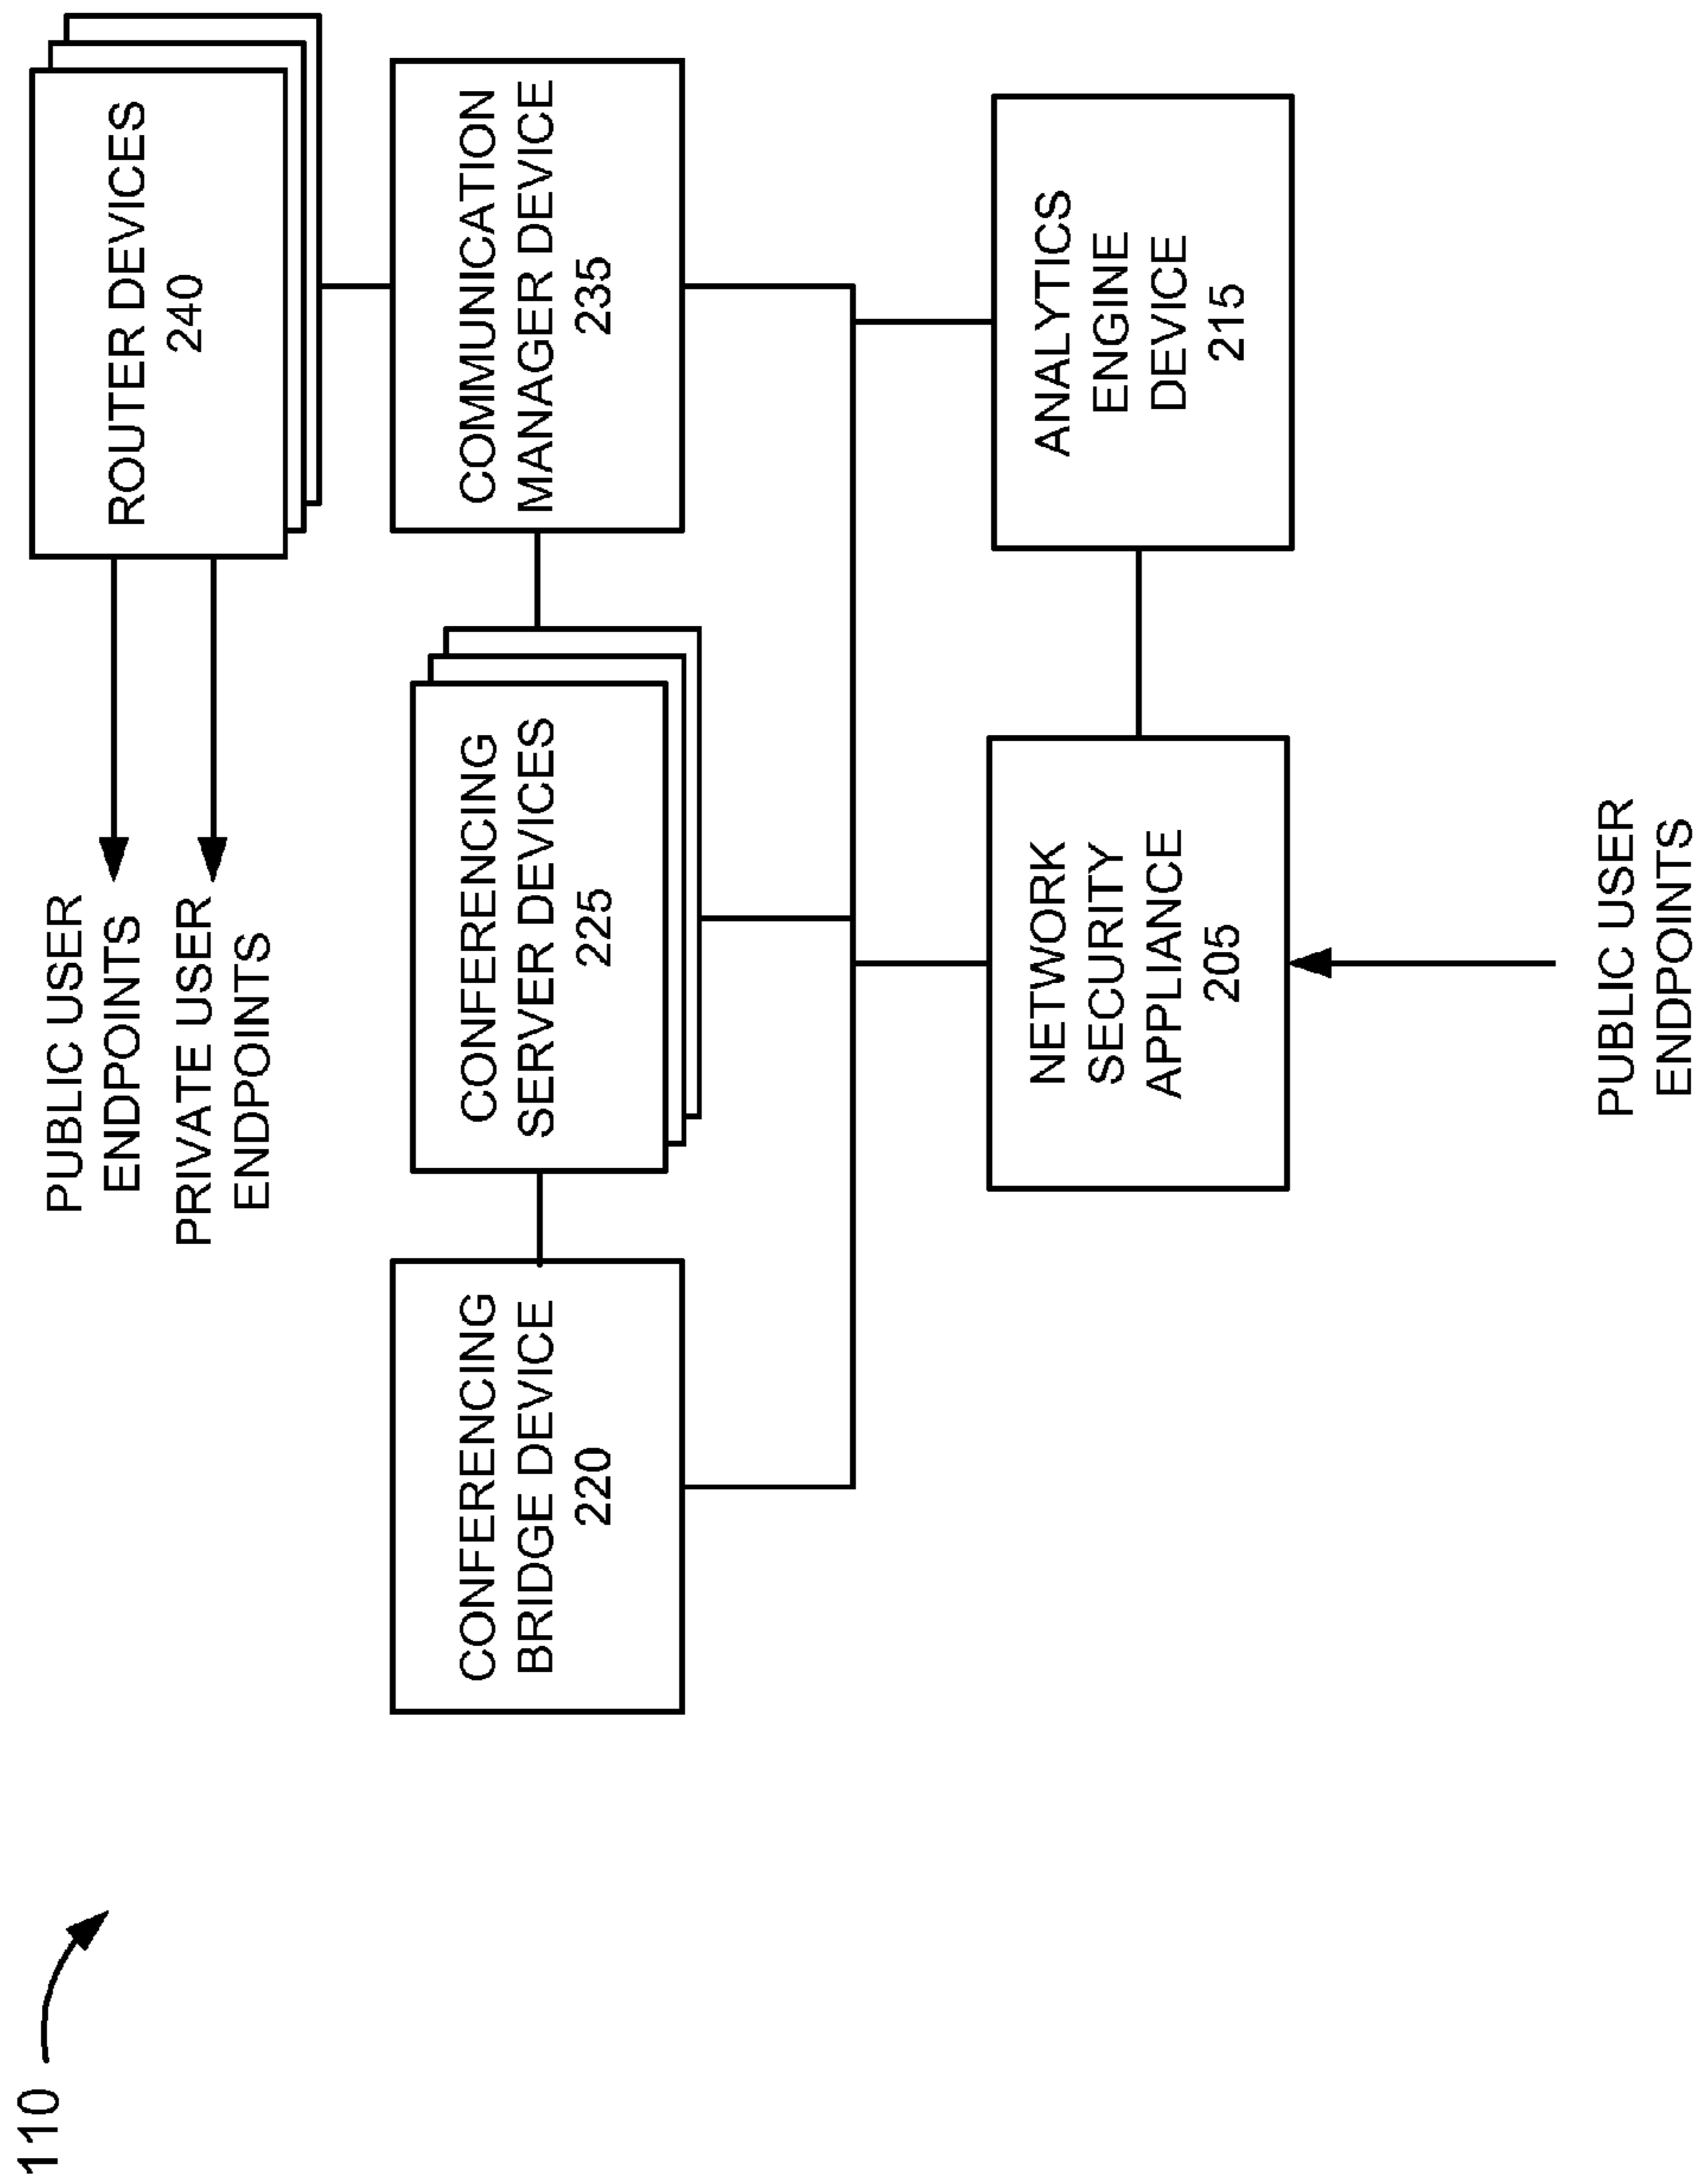 110
PUBLIC USER
ENDPOINTS
PRIVATE USER
ENDPOINTS
ROUTER DEVICES
240
CONFERENCING
BRIDGE DEVICE
220
CONFERENCING
SERVER DEVICES
225
COMMUNICATION
MANAGER DEVICE
235
NETWORK
SECURITY
APPLIANCE
205
ANALYTICS
ENGINE
DEVICE
215
PUBLIC USER
ENDPOINTS